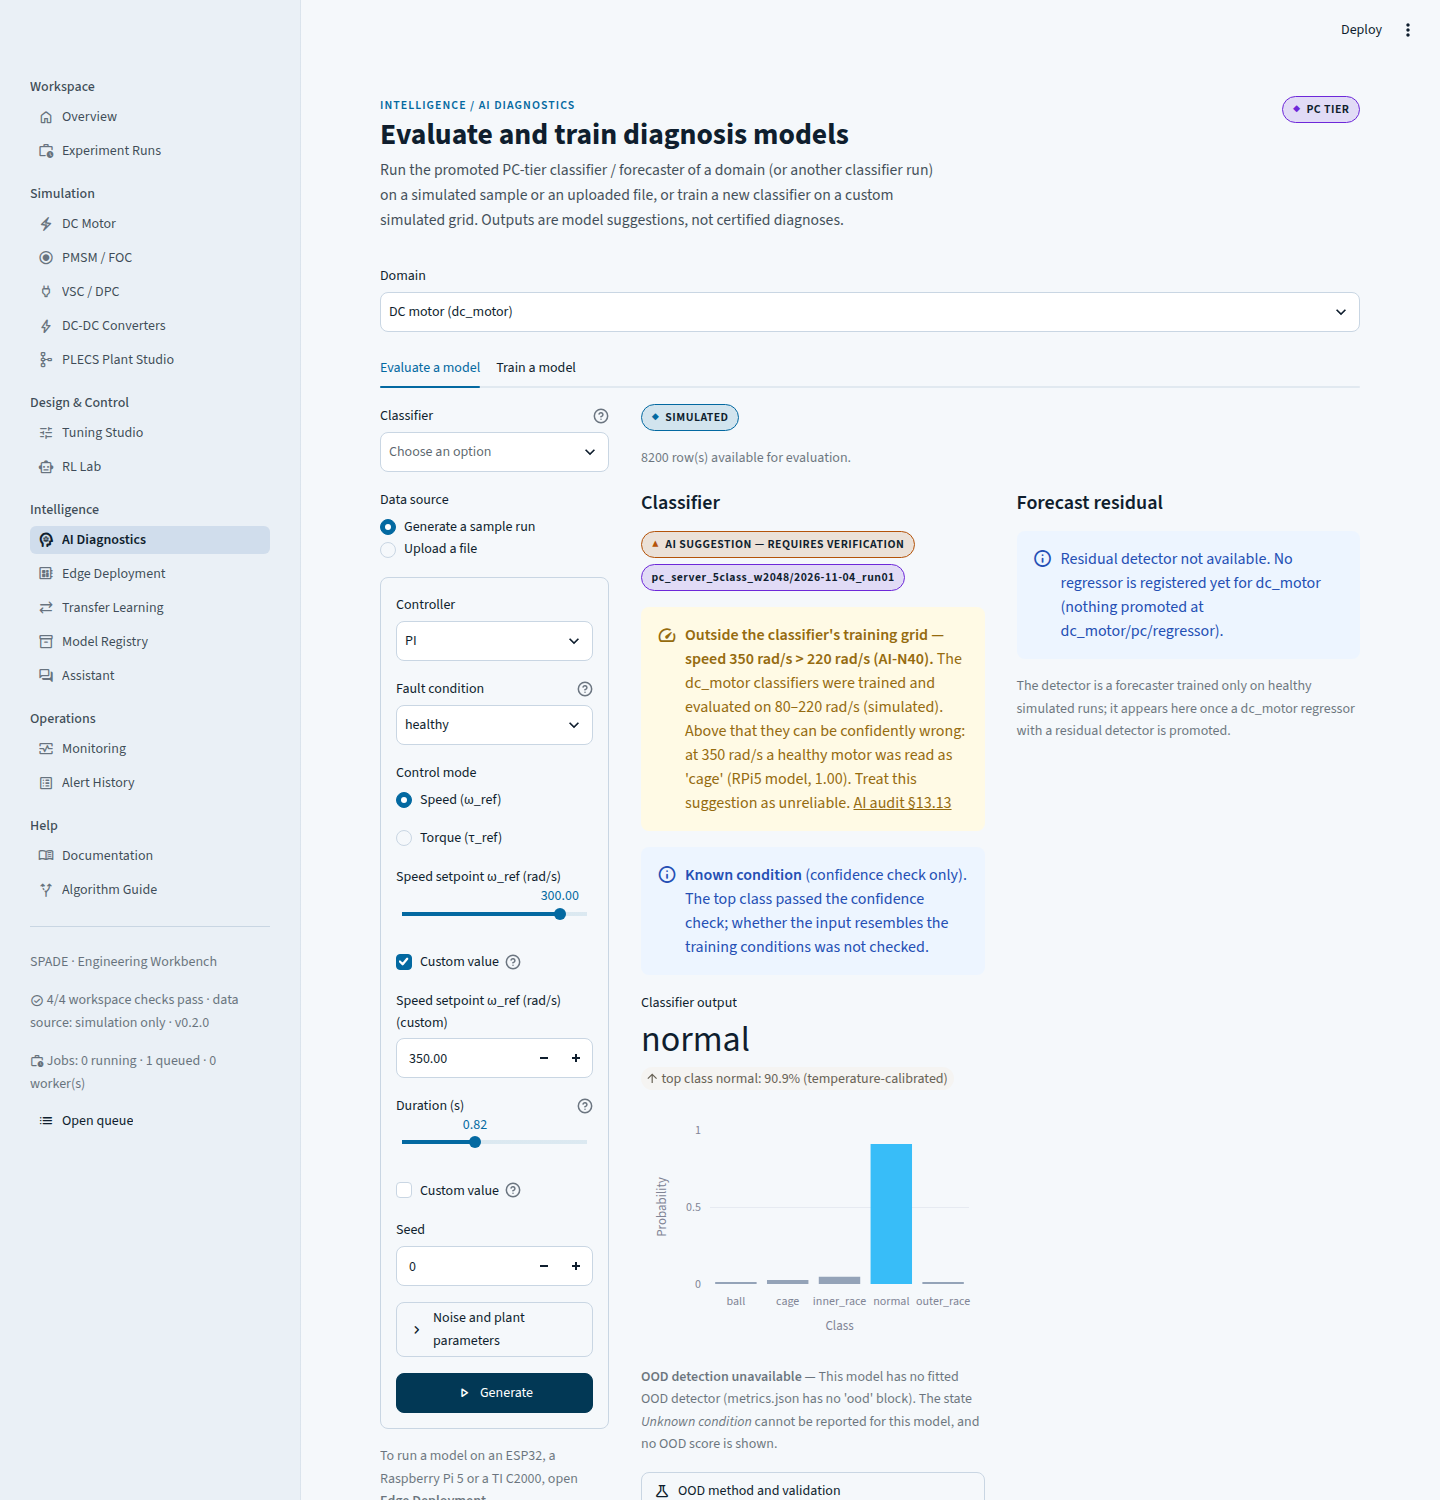 Deploy
Workspace
Overview
Experiment Runs
Simulation
DC Motor
PMSM / FOC
VSC / DPC
DC-DC Converters
PLECS Plant Studio
Design & Control
Tuning Studio
RL Lab
Intelligence
AI Diagnostics
Edge Deployment
Transfer Learning
Model Registry
Assistant
Operations
Monitoring
Alert History
Help
Documentation
Algorithm Guide
SPADE · Engineering Workbench
4/4 workspace checks pass · data
source: simulation only · v0.2.0
Jobs: 0 running · 1 queued · 0
worker(s)
Open queue
INTELLIGENCE / AI DIAGNOSTICS
PC TIER
Evaluate and train diagnosis models
Run the promoted PC-tier classifier / forecaster of a domain (or another classifier run)
on a simulated sample or an uploaded file, or train a new classifier on a custom
simulated grid. Outputs are model suggestions, not certified diagnoses.
Domain
DC motor (dc_motor)
Evaluate a model
Train a model
Classifier
Choose an option
Data source
Generate a sample run
Upload a file
Controller
PI
Fault condition
healthy
Control mode
Speed (ω_ref)
Torque (τ_ref)
Speed setpoint ω_ref (rad/s)
300.00
Custom value
Speed setpoint ω_ref (rad/s)
(custom)
350.00
Duration (s)
0.82
Custom value
Seed
0
Noise and plant
parameters
Generate
To run a model on an ESP32, a
Raspberry Pi 5 or a TI C2000, open
Edge Deployment
SIMULATED
8200 row(s) available for evaluation.
Classifier
AI SUGGESTION — REQUIRES VERIFICATION
pc_server_5class_w2048/2026-11-04_run01
Outside the classifier's training grid —
speed 350 rad/s > 220 rad/s (AI-N40). The
dc_motor classifiers were trained and
evaluated on 80–220 rad/s (simulated).
Above that they can be confidently wrong:
at 350 rad/s a healthy motor was read as
'cage' (RPi5 model, 1.00). Treat this
suggestion as unreliable. AI audit §13.13
Known condition (confidence check only).
The top class passed the confidence
check; whether the input resembles the
training conditions was not checked.
Classifier output
normal
↑ top class normal: 90.9% (temperature-calibrated)
1
0.5
0
Probability
ball
cage
inner_race
normal
outer_race
Class
OOD detection unavailable — This model has no fitted
OOD detector (metrics.json has no 'ood' block). The state
Unknown condition cannot be reported for this model, and
no OOD score is shown.
OOD method and validation
Forecast residual
Residual detector not available. No
regressor is registered yet for dc_motor
(nothing promoted at
dc_motor/pc/regressor).
The detector is a forecaster trained only on healthy
simulated runs; it appears here once a dc_motor regressor
with a residual detector is promoted.